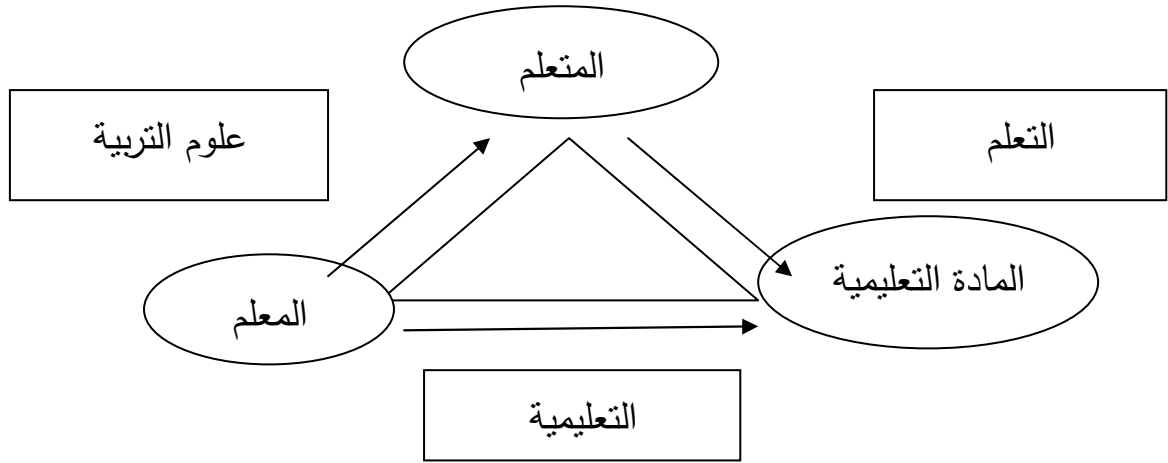 المتعلم
التعلم
علوم التربية
المادة التعليمية
المعلم
التعليمية